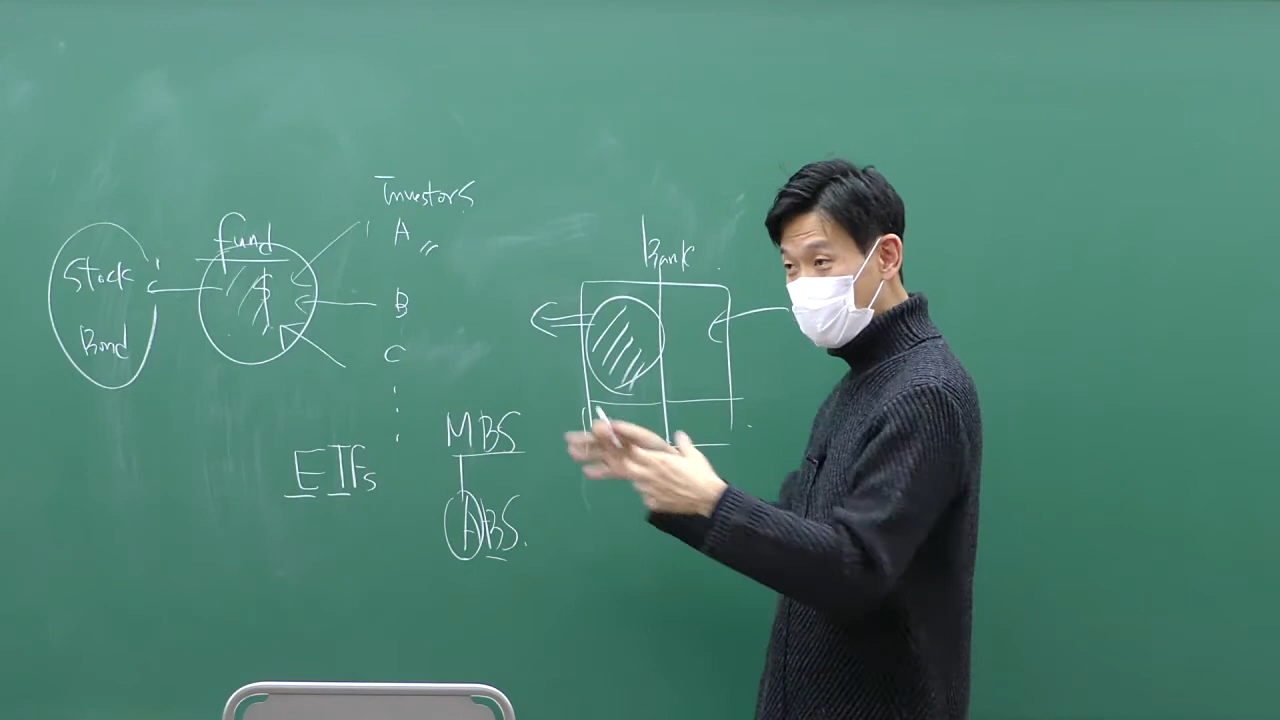 Investors
A
B
C
fund
$
Stock
Bond
ETFs
MBS
ABS.
Bank